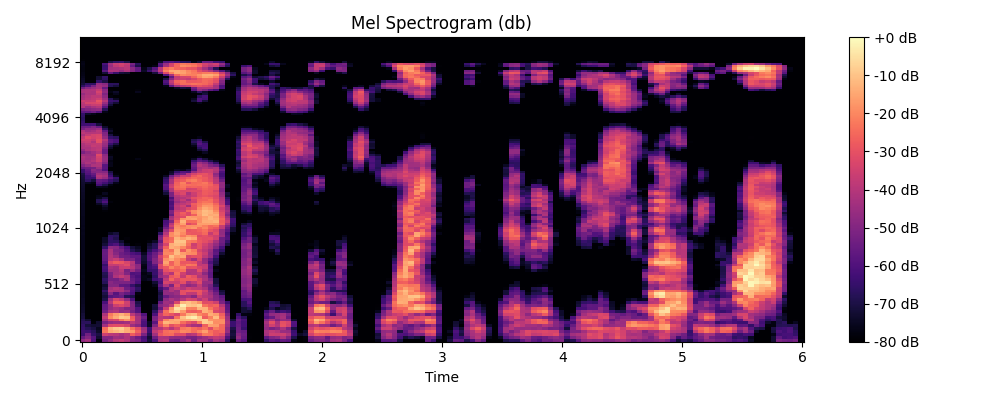 Mel Spectrogram (db)
Hz
8192
4096
2048
1024
512
0
0 1 2 3 4 5 6
Time
+0 dB
-10 dB
-20 dB
-30 dB
-40 dB
-50 dB
-60 dB
-70 dB
-80 dB